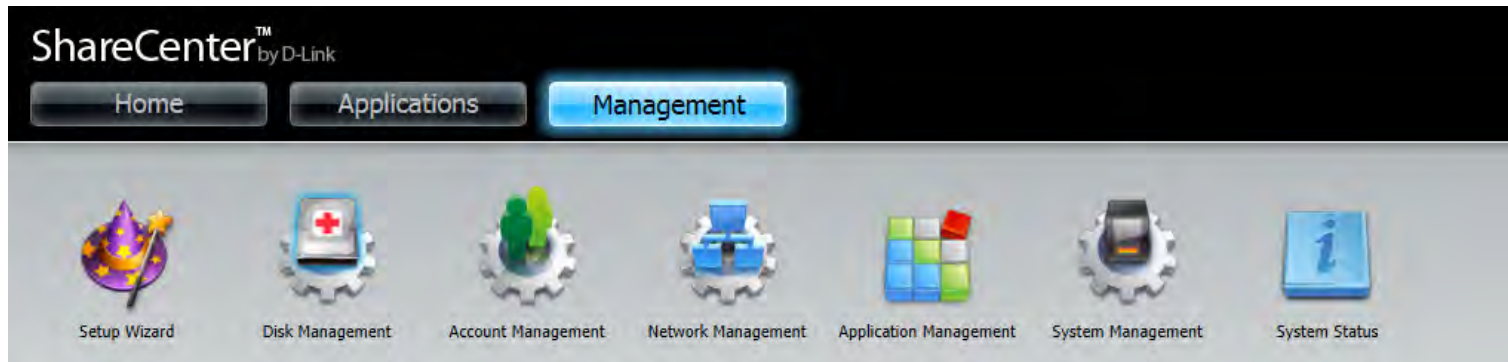 ShareCenter™ by D-Link
Home Applications Management
Setup Wizard Disk Management Account Management Network Management Application Management System Management System Status